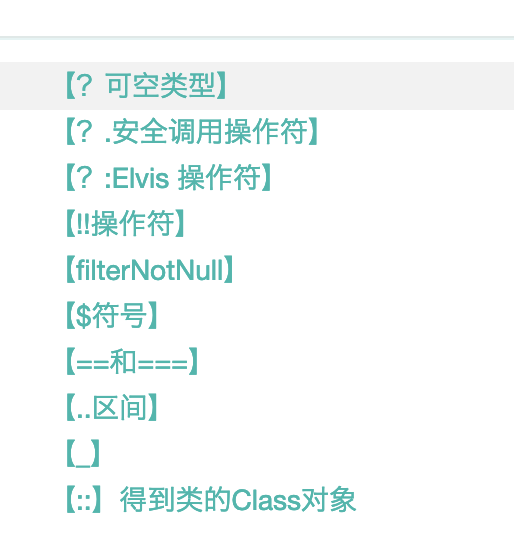 【？可空类型】
【？.安全调用操作符】
【？:Elvis 操作符】
【!!操作符】
【filterNotNull】
【$符号】
【==和===】
【..区间】
【_】
【::】得到类的Class对象